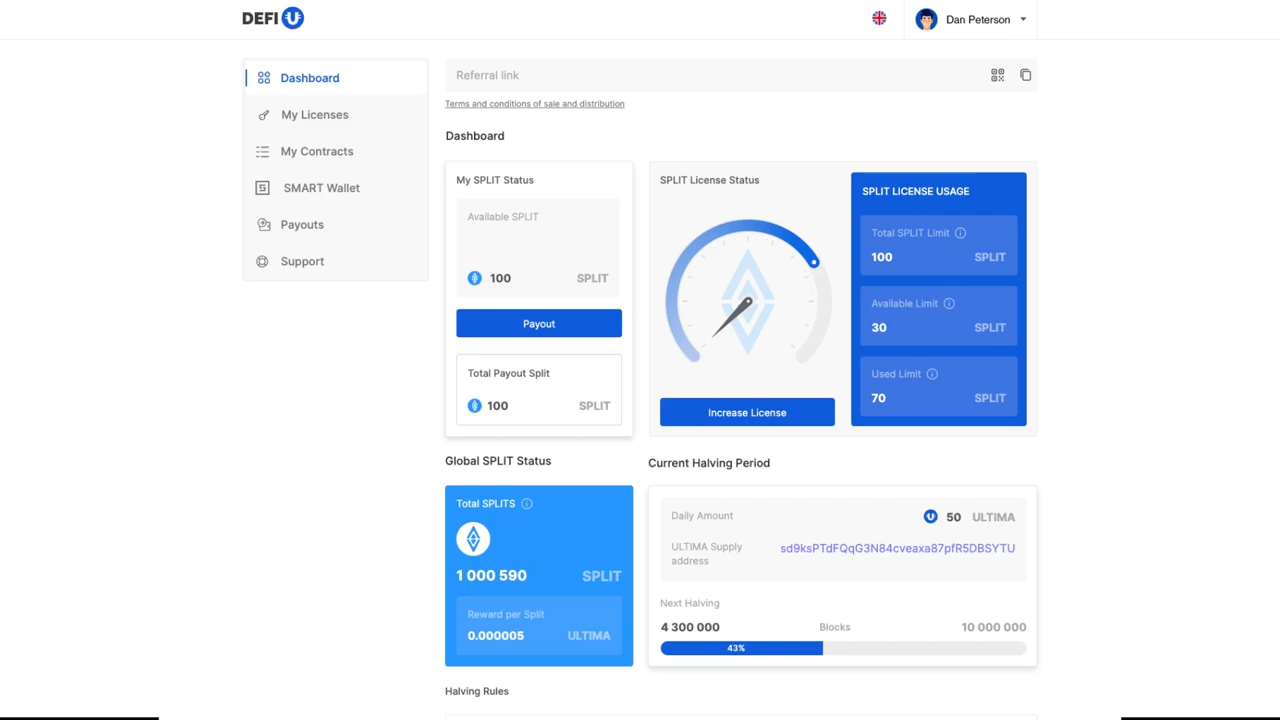 DEFI U
Dan Peterson
Dashboard
My Licenses
My Contracts
SMART Wallet
Payouts
Support
Referral link
Terms and conditions of sale and distribution
Dashboard
My SPLIT Status
Available SPLIT
100 SPLIT
Payout
Total Payout Split
100 SPLIT
SPLIT License Status
Increase License
SPLIT LICENSE USAGE
Total SPLIT Limit
100 SPLIT
Available Limit
30 SPLIT
Used Limit
70 SPLIT
Global SPLIT Status
Total SPLITS
1 000 590 SPLIT
Reward per Split
0.000005 ULTIMA
Current Halving Period
Daily Amount 50 ULTIMA
ULTIMA Supply
address
sd9ksPTdFQqG3N84cveaxa87pfR5DBSYTU
Next Halving
4 300 000 Blocks 10 000 000
43%
Halving Rules